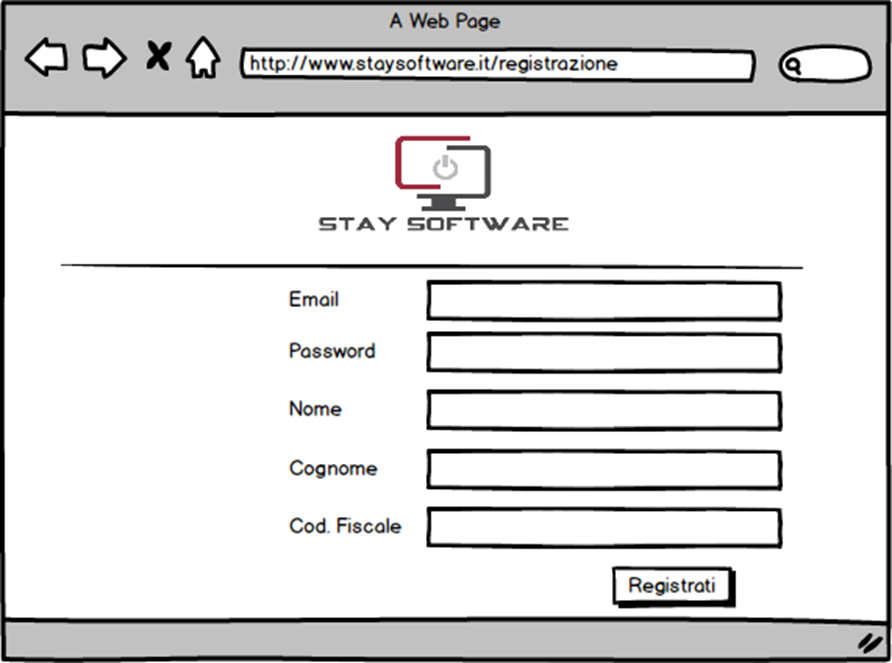 A Web Page
http://www.staysoftware.it/registrazione
STAY SOFTWARE
Email
Password
Nome
Cognome
Cod. Fiscale
Registrati